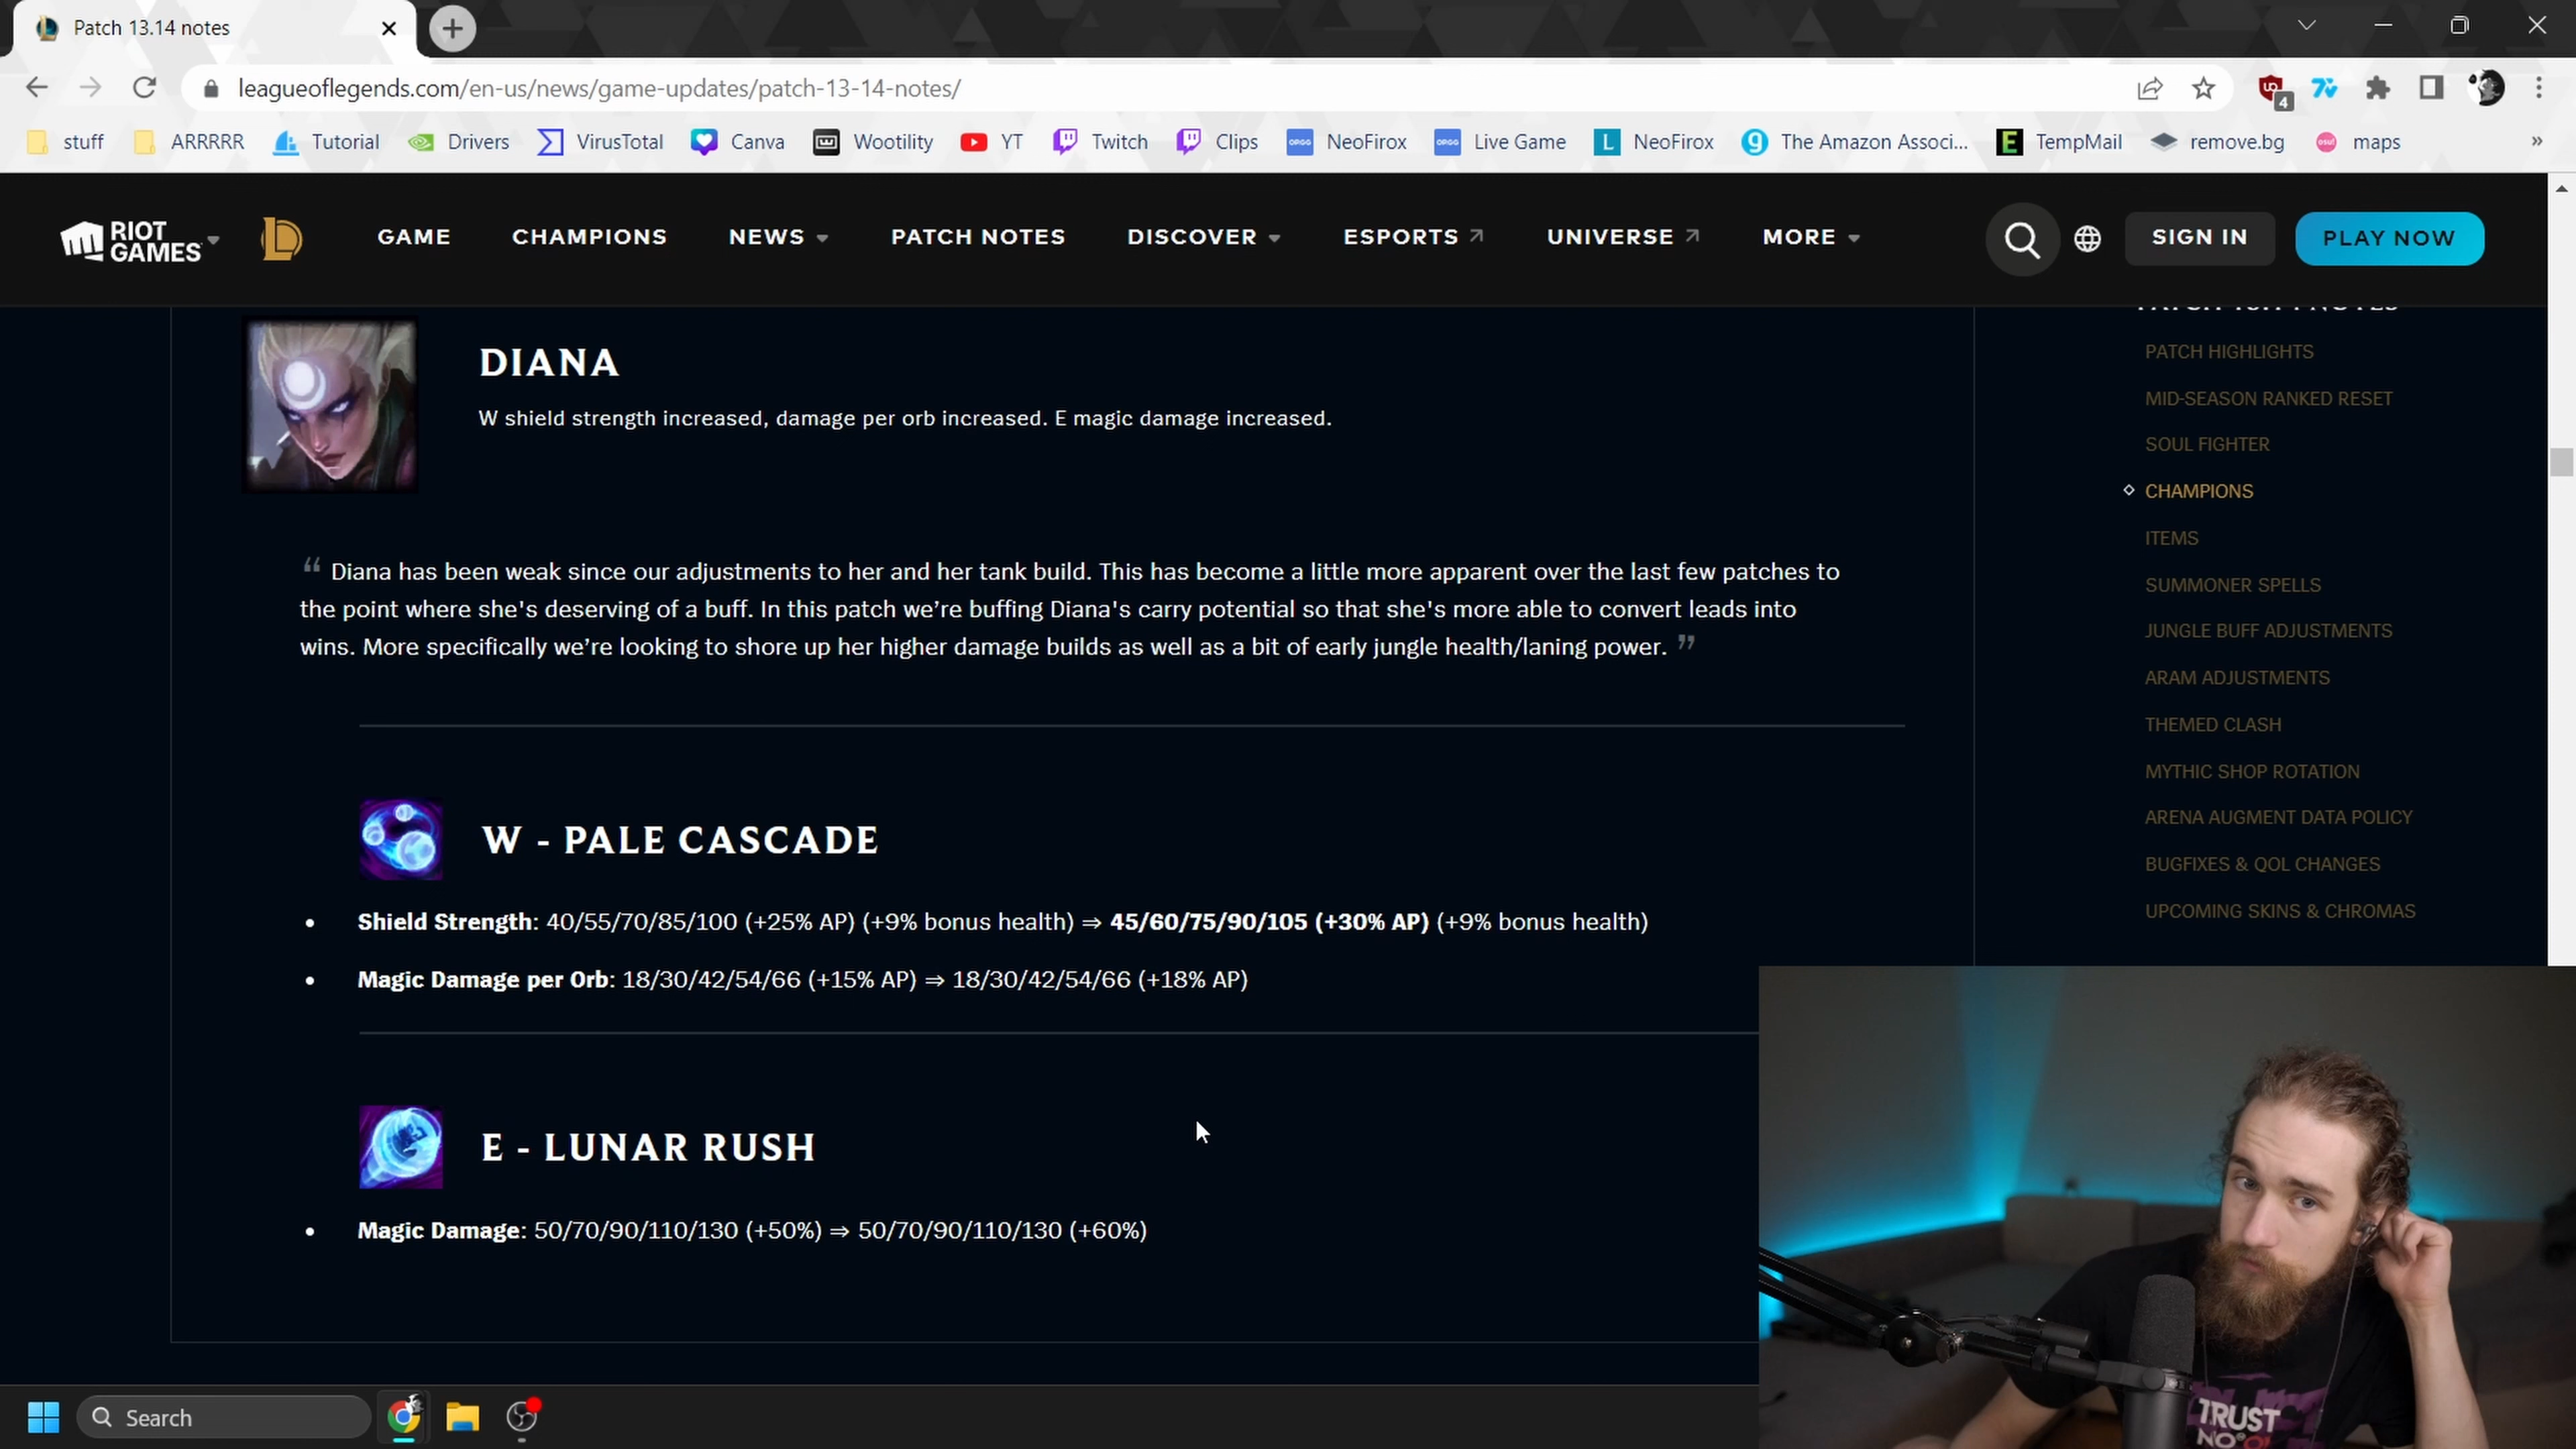 Patch 13.14 notes
leagueoflegends.com/en-us/news/game-updates/patch-13-14-notes/
4
stuff ARRRRR Tutorial Drivers VirusTotal Canva Wootility YT Twitch Clips OPGG NeoFirox OPGG Live Game L NeoFirox The Amazon Associ... E TempMail remove.bg osu! maps »
RIOT GAMES GAME CHAMPIONS NEWS PATCH NOTES DISCOVER ESPORTS UNIVERSE MORE SIGN IN PLAY NOW
DIANA
W shield strength increased, damage per orb increased. E magic damage increased.
“ Diana has been weak since our adjustments to her and her tank build. This has become a little more apparent over the last few patches to
the point where she's deserving of a buff. In this patch we’re buffing Diana's carry potential so that she's more able to convert leads into
wins. More specifically we’re looking to shore up her higher damage builds as well as a bit of early jungle health/laning power. ”
W - PALE CASCADE
• Shield Strength: 40/55/70/85/100 (+25% AP) (+9% bonus health) ⇒ 45/60/75/90/105 (+30% AP) (+9% bonus health)
• Magic Damage per Orb: 18/30/42/54/66 (+15% AP) ⇒ 18/30/42/54/66 (+18% AP)
E - LUNAR RUSH
• Magic Damage: 50/70/90/110/130 (+50%) ⇒ 50/70/90/110/130 (+60%)
PATCH HIGHLIGHTS
MID-SEASON RANKED RESET
SOUL FIGHTER
CHAMPIONS
ITEMS
SUMMONER SPELLS
JUNGLE BUFF ADJUSTMENTS
ARAM ADJUSTMENTS
THEMED CLASH
MYTHIC SHOP ROTATION
ARENA AUGMENT DATA POLICY
BUGFIXES & QOL CHANGES
UPCOMING SKINS & CHROMAS
TRUST
Search